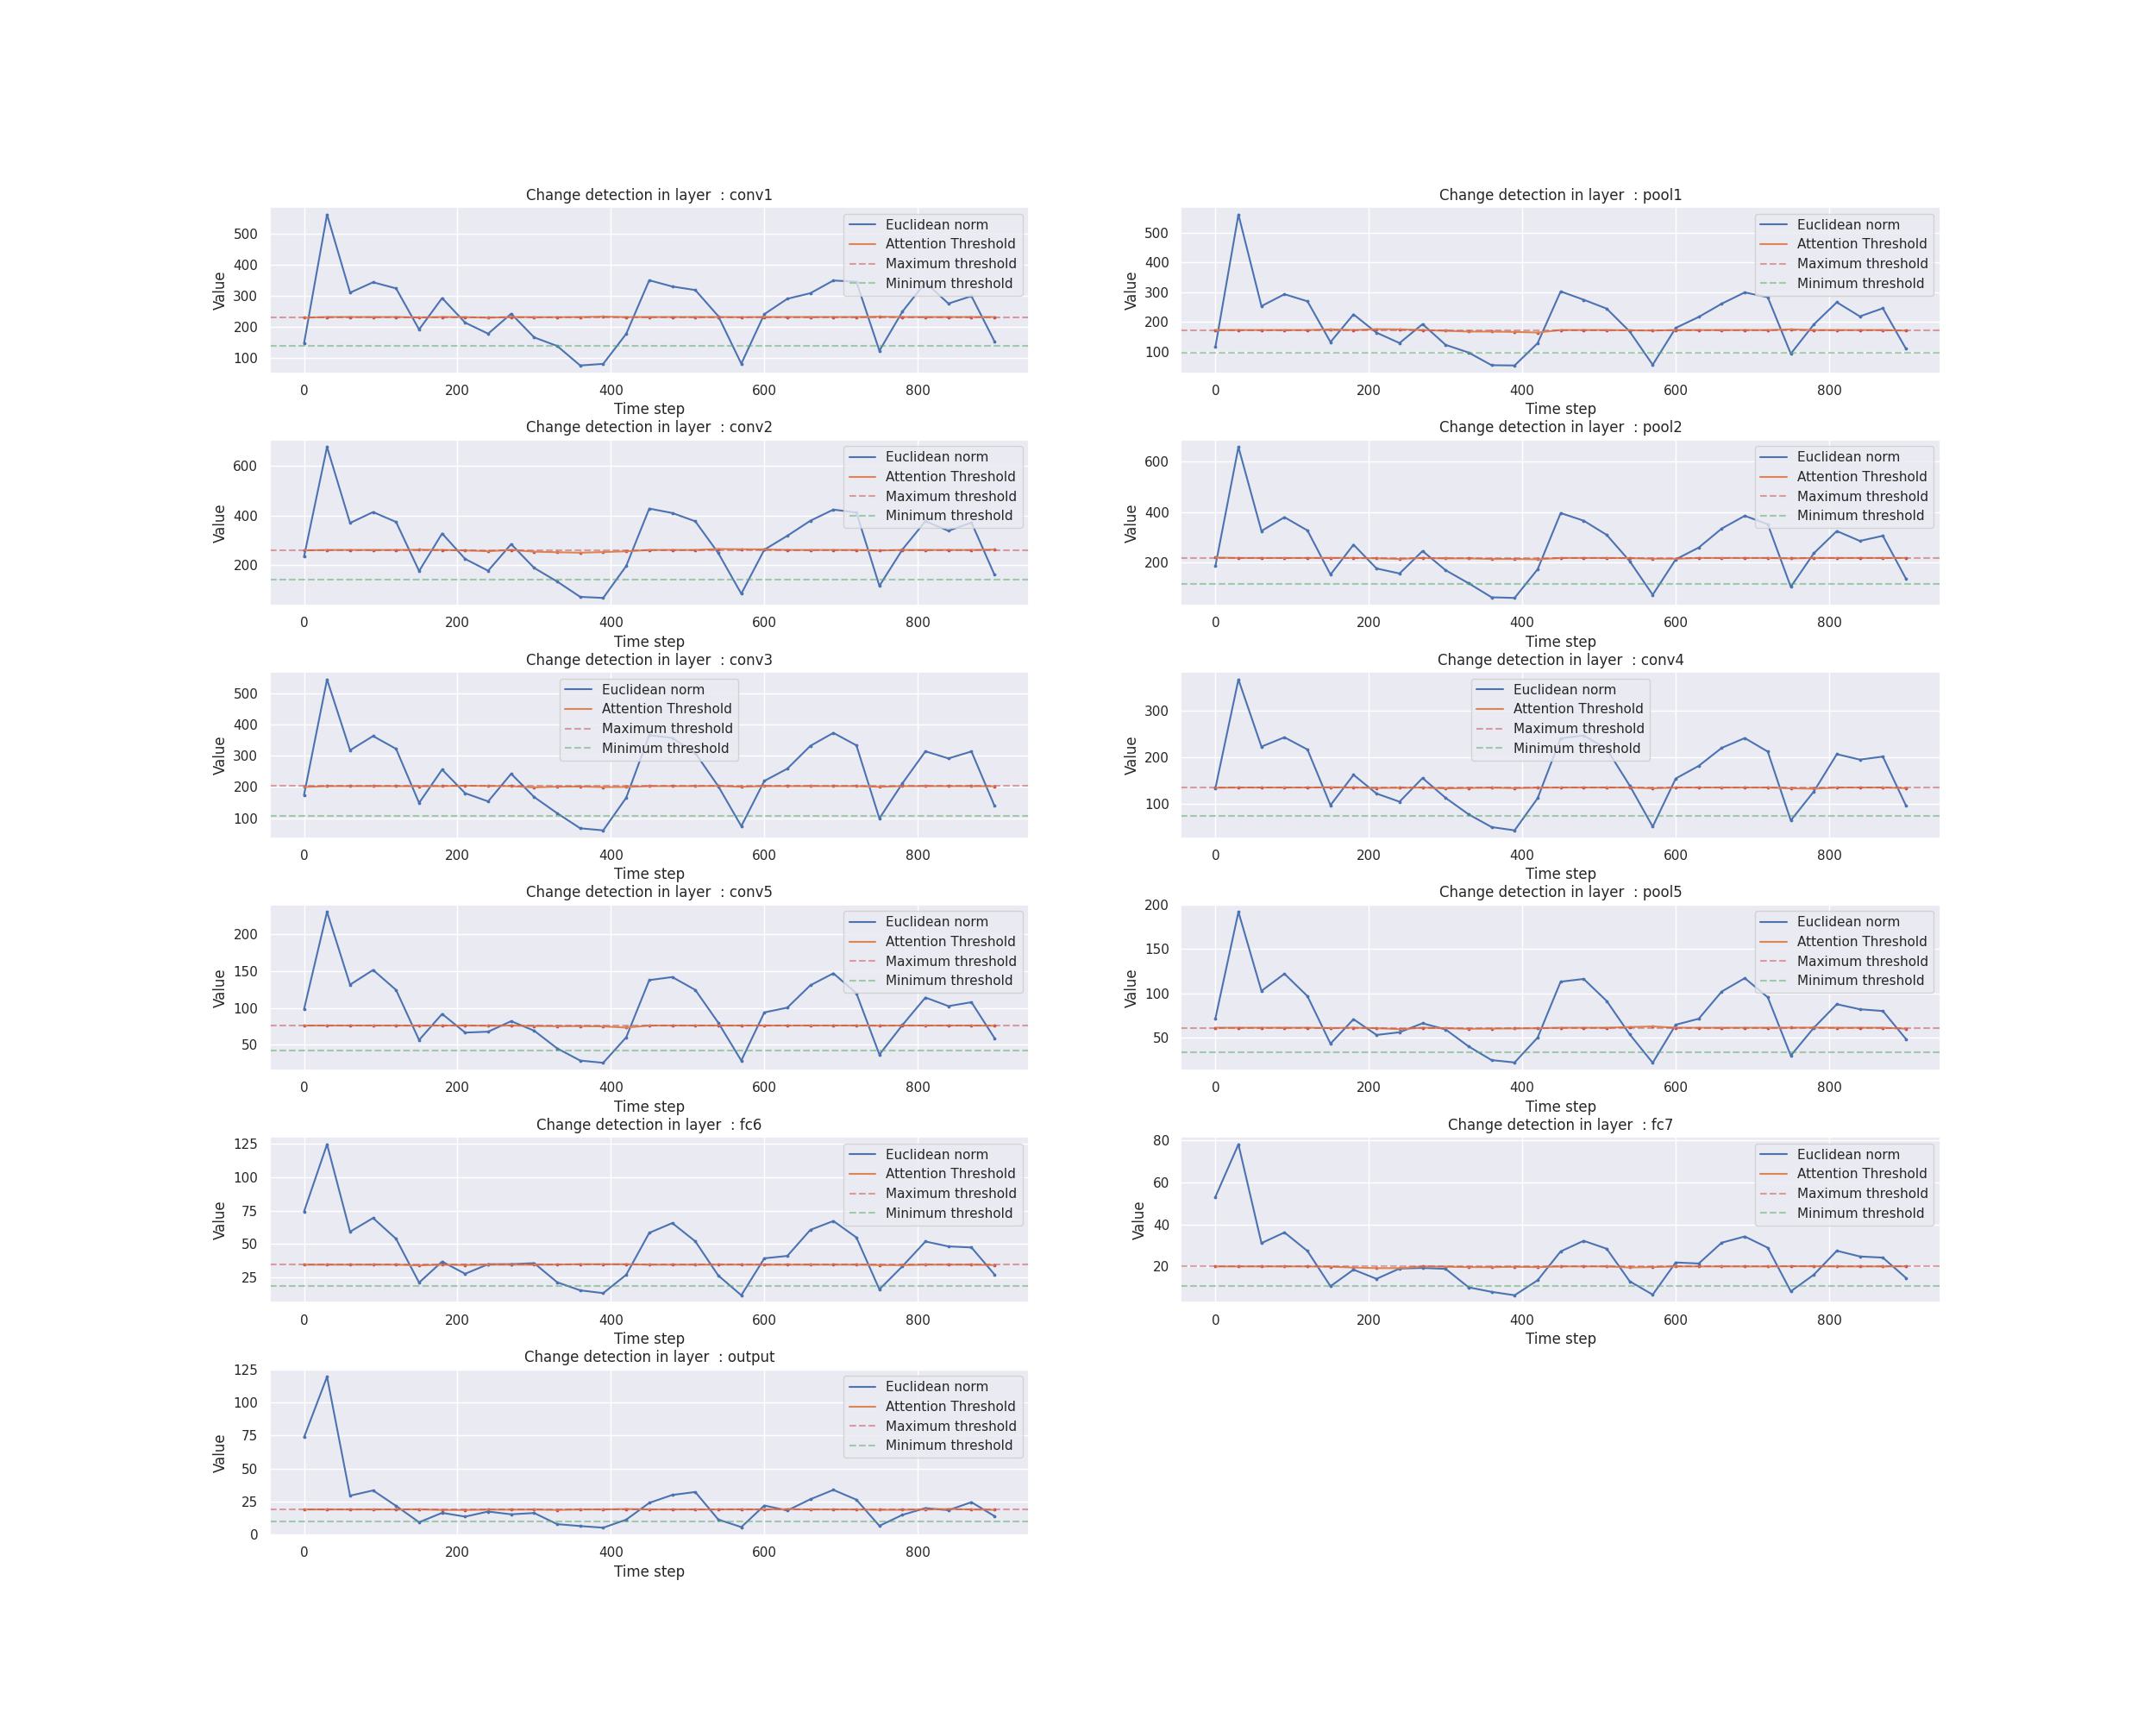 Change detection in layer  : conv1
Value
500
400
300
200
100
Euclidean norm
Attention Threshold
Maximum threshold
Minimum threshold
0 200 400 600 800
Time step
Change detection in layer  : pool1
Value
500
400
300
200
100
Euclidean norm
Attention Threshold
Maximum threshold
Minimum threshold
0 200 400 600 800
Time step
Change detection in layer  : conv2
Value
600
400
200
Euclidean norm
Attention Threshold
Maximum threshold
Minimum threshold
0 200 400 600 800
Time step
Change detection in layer  : pool2
Value
600
400
200
Euclidean norm
Attention Threshold
Maximum threshold
Minimum threshold
0 200 400 600 800
Time step
Change detection in layer  : conv3
Value
500
400
300
200
100
Euclidean norm
Attention Threshold
Maximum threshold
Minimum threshold
0 200 400 600 800
Time step
Change detection in layer  : conv4
Value
300
200
100
Euclidean norm
Attention Threshold
Maximum threshold
Minimum threshold
0 200 400 600 800
Time step
Change detection in layer  : conv5
Value
200
150
100
50
Euclidean norm
Attention Threshold
Maximum threshold
Minimum threshold
0 200 400 600 800
Time step
Change detection in layer  : pool5
Value
200
150
100
50
Euclidean norm
Attention Threshold
Maximum threshold
Minimum threshold
0 200 400 600 800
Time step
Change detection in layer  : fc6
Value
125
100
75
50
25
Euclidean norm
Attention Threshold
Maximum threshold
Minimum threshold
0 200 400 600 800
Time step
Change detection in layer  : fc7
Value
80
60
40
20
Euclidean norm
Attention Threshold
Maximum threshold
Minimum threshold
0 200 400 600 800
Time step
Change detection in layer  : output
Value
125
100
75
50
25
0
Euclidean norm
Attention Threshold
Maximum threshold
Minimum threshold
0 200 400 600 800
Time step